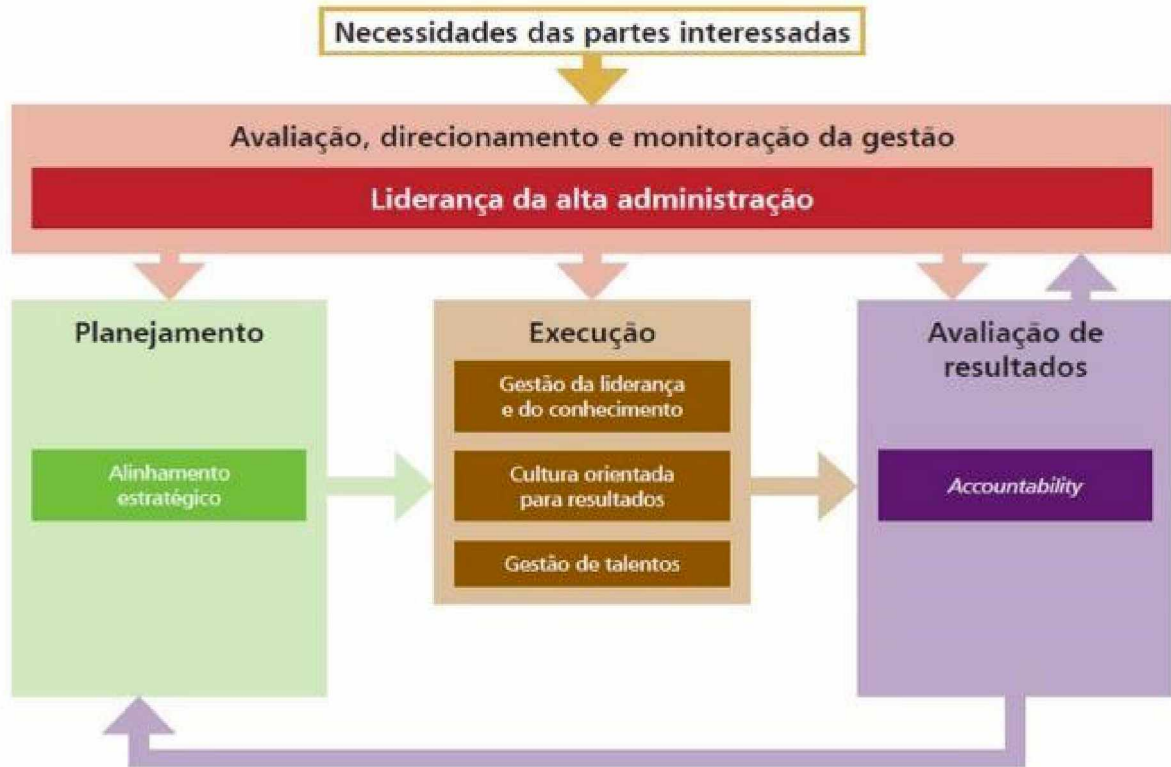 Necessidades das partes interessadas
Avaliação, direcionamento e monitoração da gestão
Liderança da alta administração
Planejamento
Alinhamento
estratégico
Execução
Gestão da liderança
e do conhecimento
Cultura orientada
para resultados
Gestão de talentos
Avaliação de
resultados
Accountability